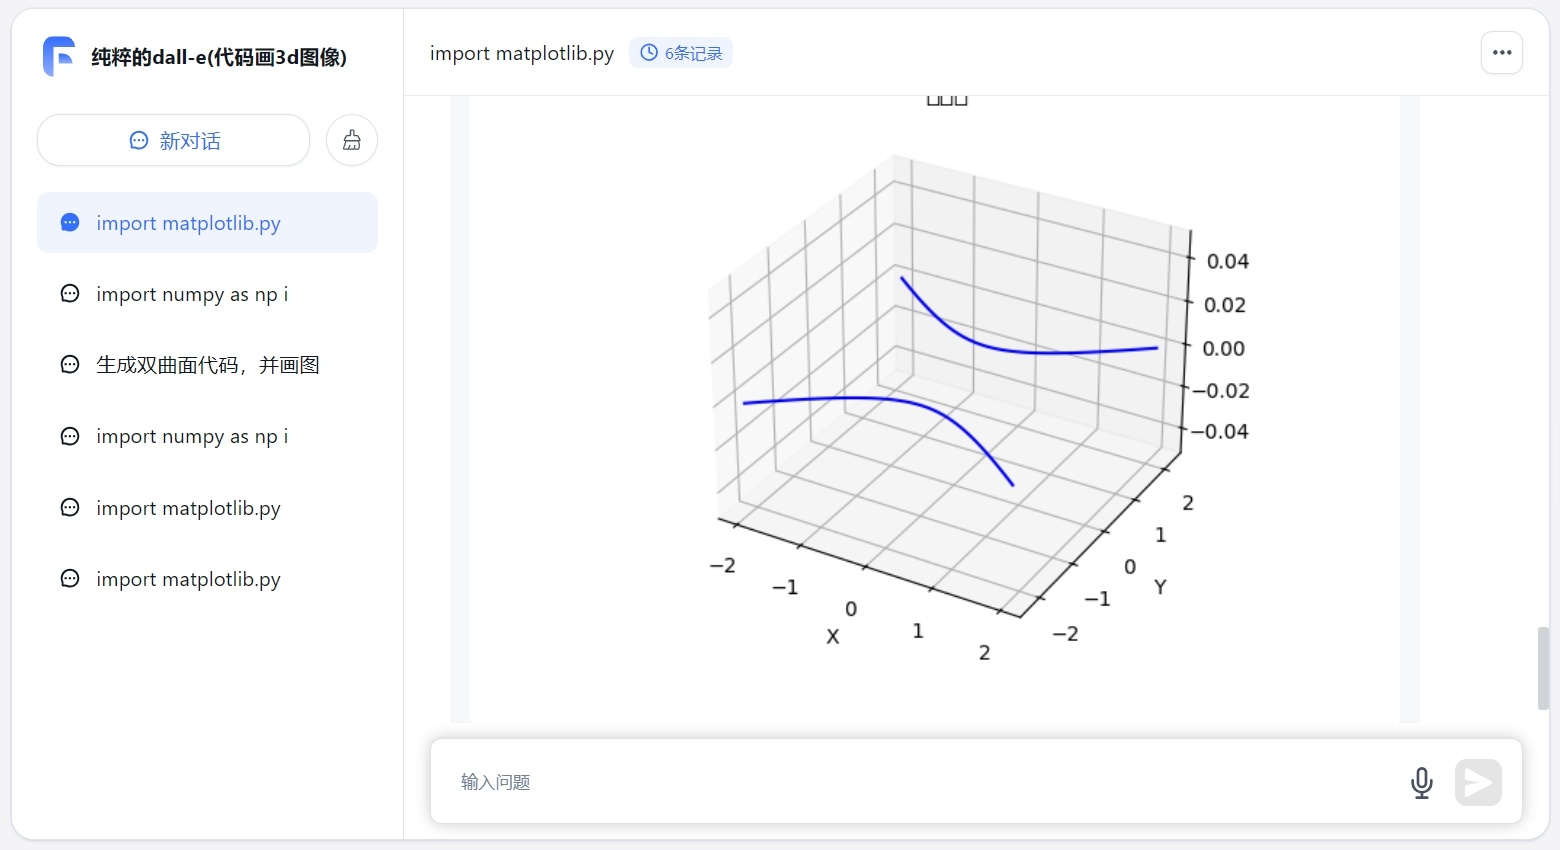 纯粹的dall-e(代码画3d图像)
新对话
import matplotlib.py
import numpy as np i
生成双曲面代码，并画图
import numpy as np i
import matplotlib.py
import matplotlib.py
import matplotlib.py
6条记录
0.04
0.02
0.00
−0.02
−0.04
2
1
0
−1
−2
Y
−2
−1
0
1
2
X
输入问题